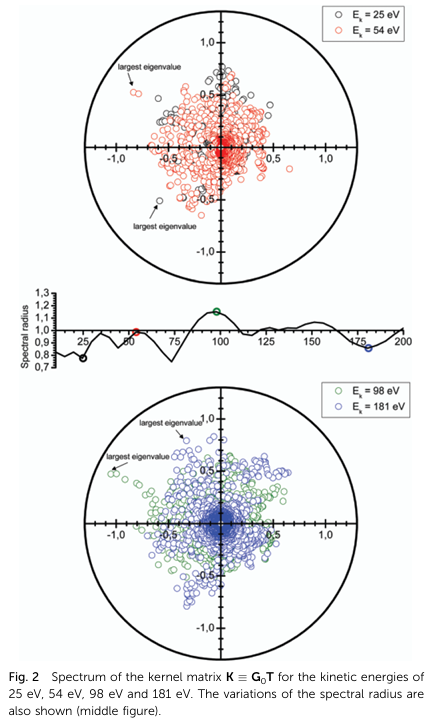 E_k = 25 eV
E_k = 54 eV
1,0
largest eigenvalue
0,5
-1,0
-0,5
0,5
1,0
-0,5
largest eigenvalue
-1,0
Spectral radius
1,3
1,2
1,1
1,0
0,9
0,8
0,7
25
50
75
100
125
150
175
200
E_k = 98 eV
E_k = 181 eV
largest eigenvalue
1,0
largest eigenvalue
0,5
-1,0
-0,5
0,5
1,0
-0,5
-1,0
Fig. 2 Spectrum of the kernel matrix K ≡ G₀T for the kinetic energies of
25 eV, 54 eV, 98 eV and 181 eV. The variations of the spectral radius are
also shown (middle figure).